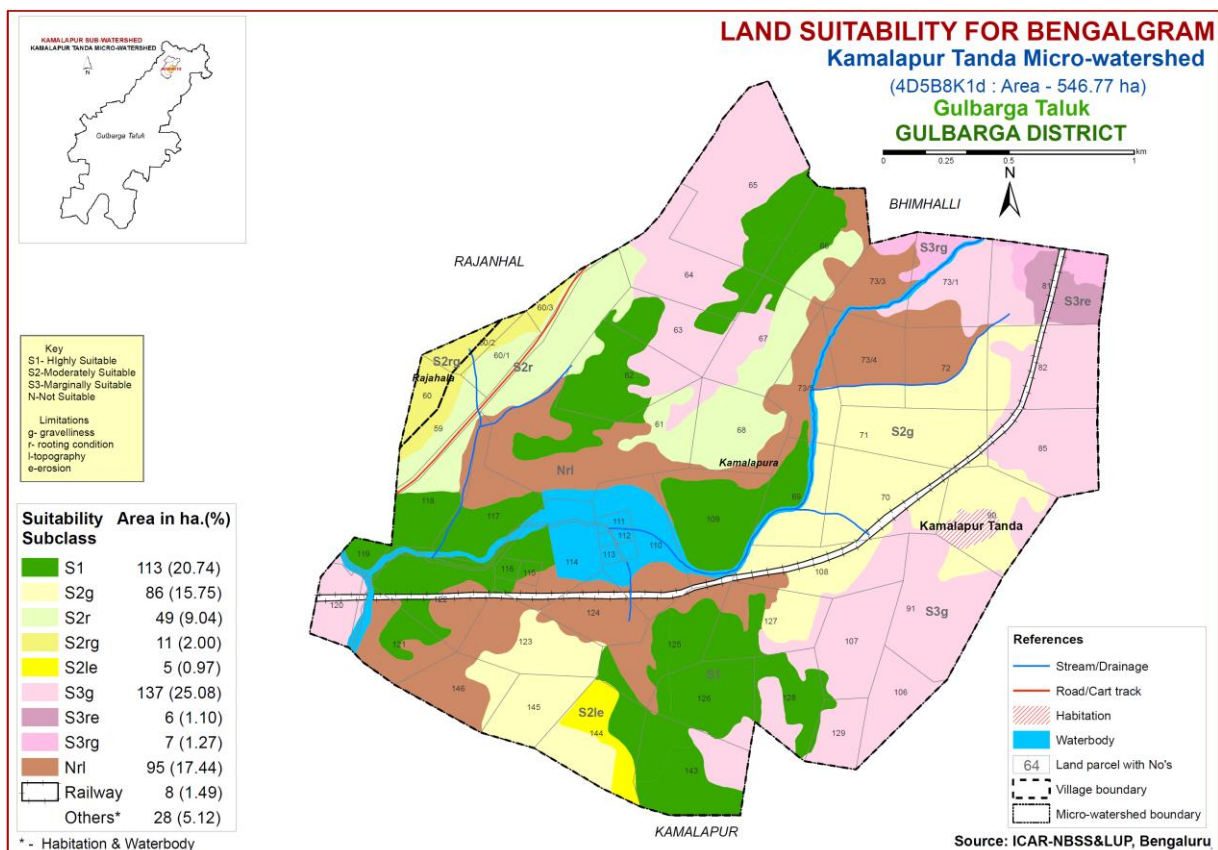 LAND SUITABILITY FOR BENGALGRAM
Kamalapur Tanda Micro-watershed
(4D5B8K1d : Area - 546.77 ha)
Gulbarga Taluk
GULBARGA DISTRICT
KAMALAPUR SUB-WATERSHED
KAMALAPUR TANDA MICRO-WATERSHED
N
Gulbarga Taluk
km
0 0.25 0.5 1
N
BHIMHALLI
RAJANHAL
KAMALAPUR
Key
S1- HIghly Suitable
S2-Moderately Suitable
S3-Marginally Suitable
N-Not Suitable
Limitations
g- gravelliness
r- rooting condition
l-topography
e-erosion
Suitability Area in ha.(%)
Subclass
S1 113 (20.74)
S2g 86 (15.75)
S2r 49 (9.04)
S2rg 11 (2.00)
S2le 5 (0.97)
S3g 137 (25.08)
S3re 6 (1.10)
S3rg 7 (1.27)
Nrl 95 (17.44)
Railway 8 (1.49)
Others* 28 (5.12)
* - Habitation & Waterbody
65
66
64
S3rg
73/3
73/1
81
S3re
60/3
60/2
60/1
S2rg
S2r
Rajahala
60
59
63
67
62
73/4
72
82
61
68
71
S2g
85
Kamalapura
Nrl
118
117
69
70
90
Kamalapur Tanda
111
112
109
110
113
114
119
116
115
108
120
122
124
91
S3g
127
123
125
107
121
S1
126
128
106
146
145
S2le
144
129
143
References
Stream/Drainage
Road/Cart track
Habitation
Waterbody
64 Land parcel with No's
Village boundary
Micro-watershed boundary
Source: ICAR-NBSS&LUP, Bengaluru